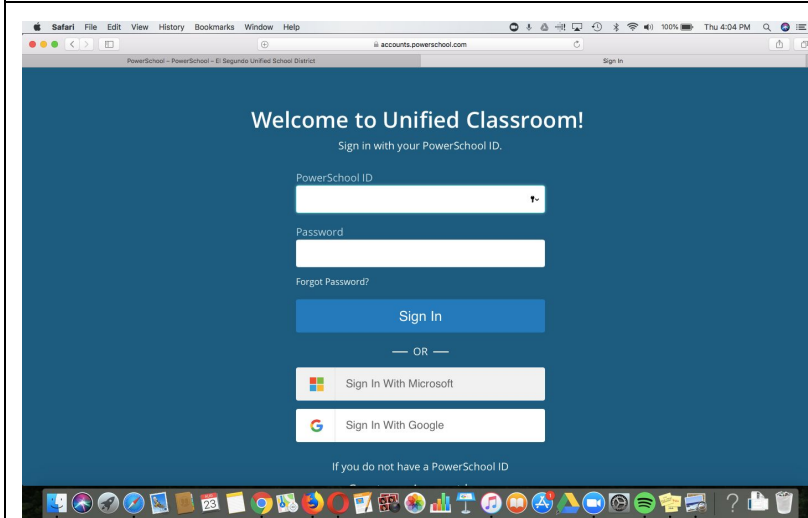 Safari File Edit View History Bookmarks Window Help 100% Thu 4:04 PM
accounts.powerschool.com
PowerSchool – PowerSchool – El Segundo Unified School District Sign In
Welcome to Unified Classroom!
Sign in with your PowerSchool ID.
PowerSchool ID
Password
Forgot Password?
Sign In
OR
Sign In With Microsoft
Sign In With Google
If you do not have a PowerSchool ID
23